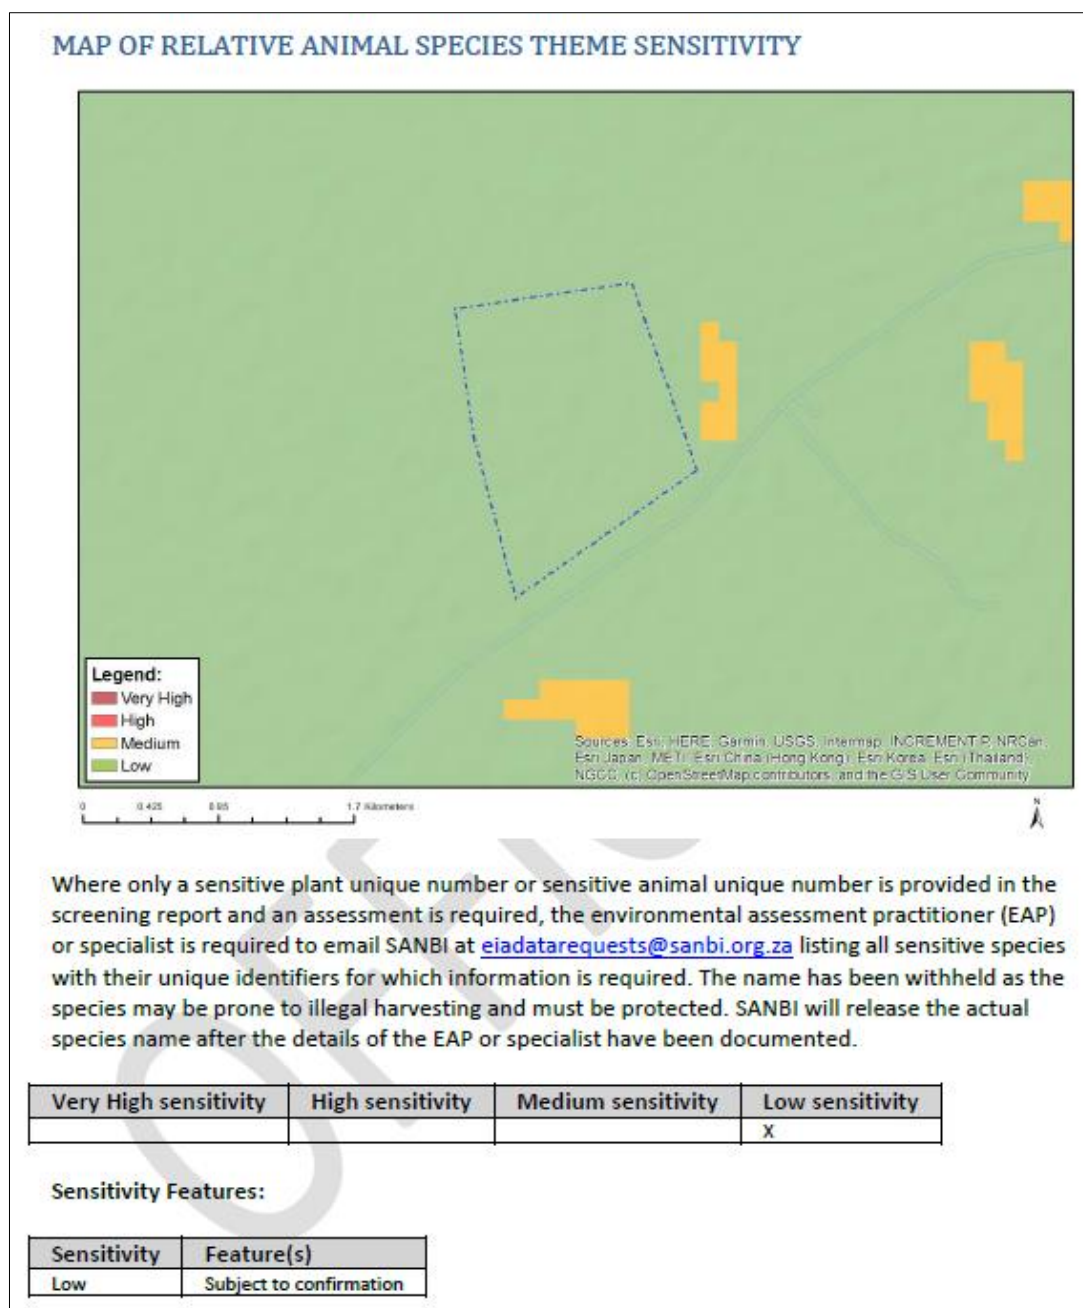 MAP OF RELATIVE ANIMAL SPECIES THEME SENSITIVITY
Legend:
Very High
High
Medium
Low
Sources: Esri, HERE, Garmin, USGS, Intermap, INCREMENT P, NRCan,
Esri Japan, METI, Esri China (Hong Kong), Esri Korea, Esri (Thailand),
NGCC, (c) OpenStreetMap contributors, and the GIS User Community
0 0.425 0.85 1.7 Kilometers
N
Where only a sensitive plant unique number or sensitive animal unique number is provided in the
screening report and an assessment is required, the environmental assessment practitioner (EAP)
or specialist is required to email SANBI at eiadatarequests@sanbi.org.za listing all sensitive species
with their unique identifiers for which information is required. The name has been withheld as the
species may be prone to illegal harvesting and must be protected. SANBI will release the actual
species name after the details of the EAP or specialist have been documented.
Very High sensitivity High sensitivity Medium sensitivity Low sensitivity
X
Sensitivity Features:
Sensitivity Feature(s)
Low Subject to confirmation